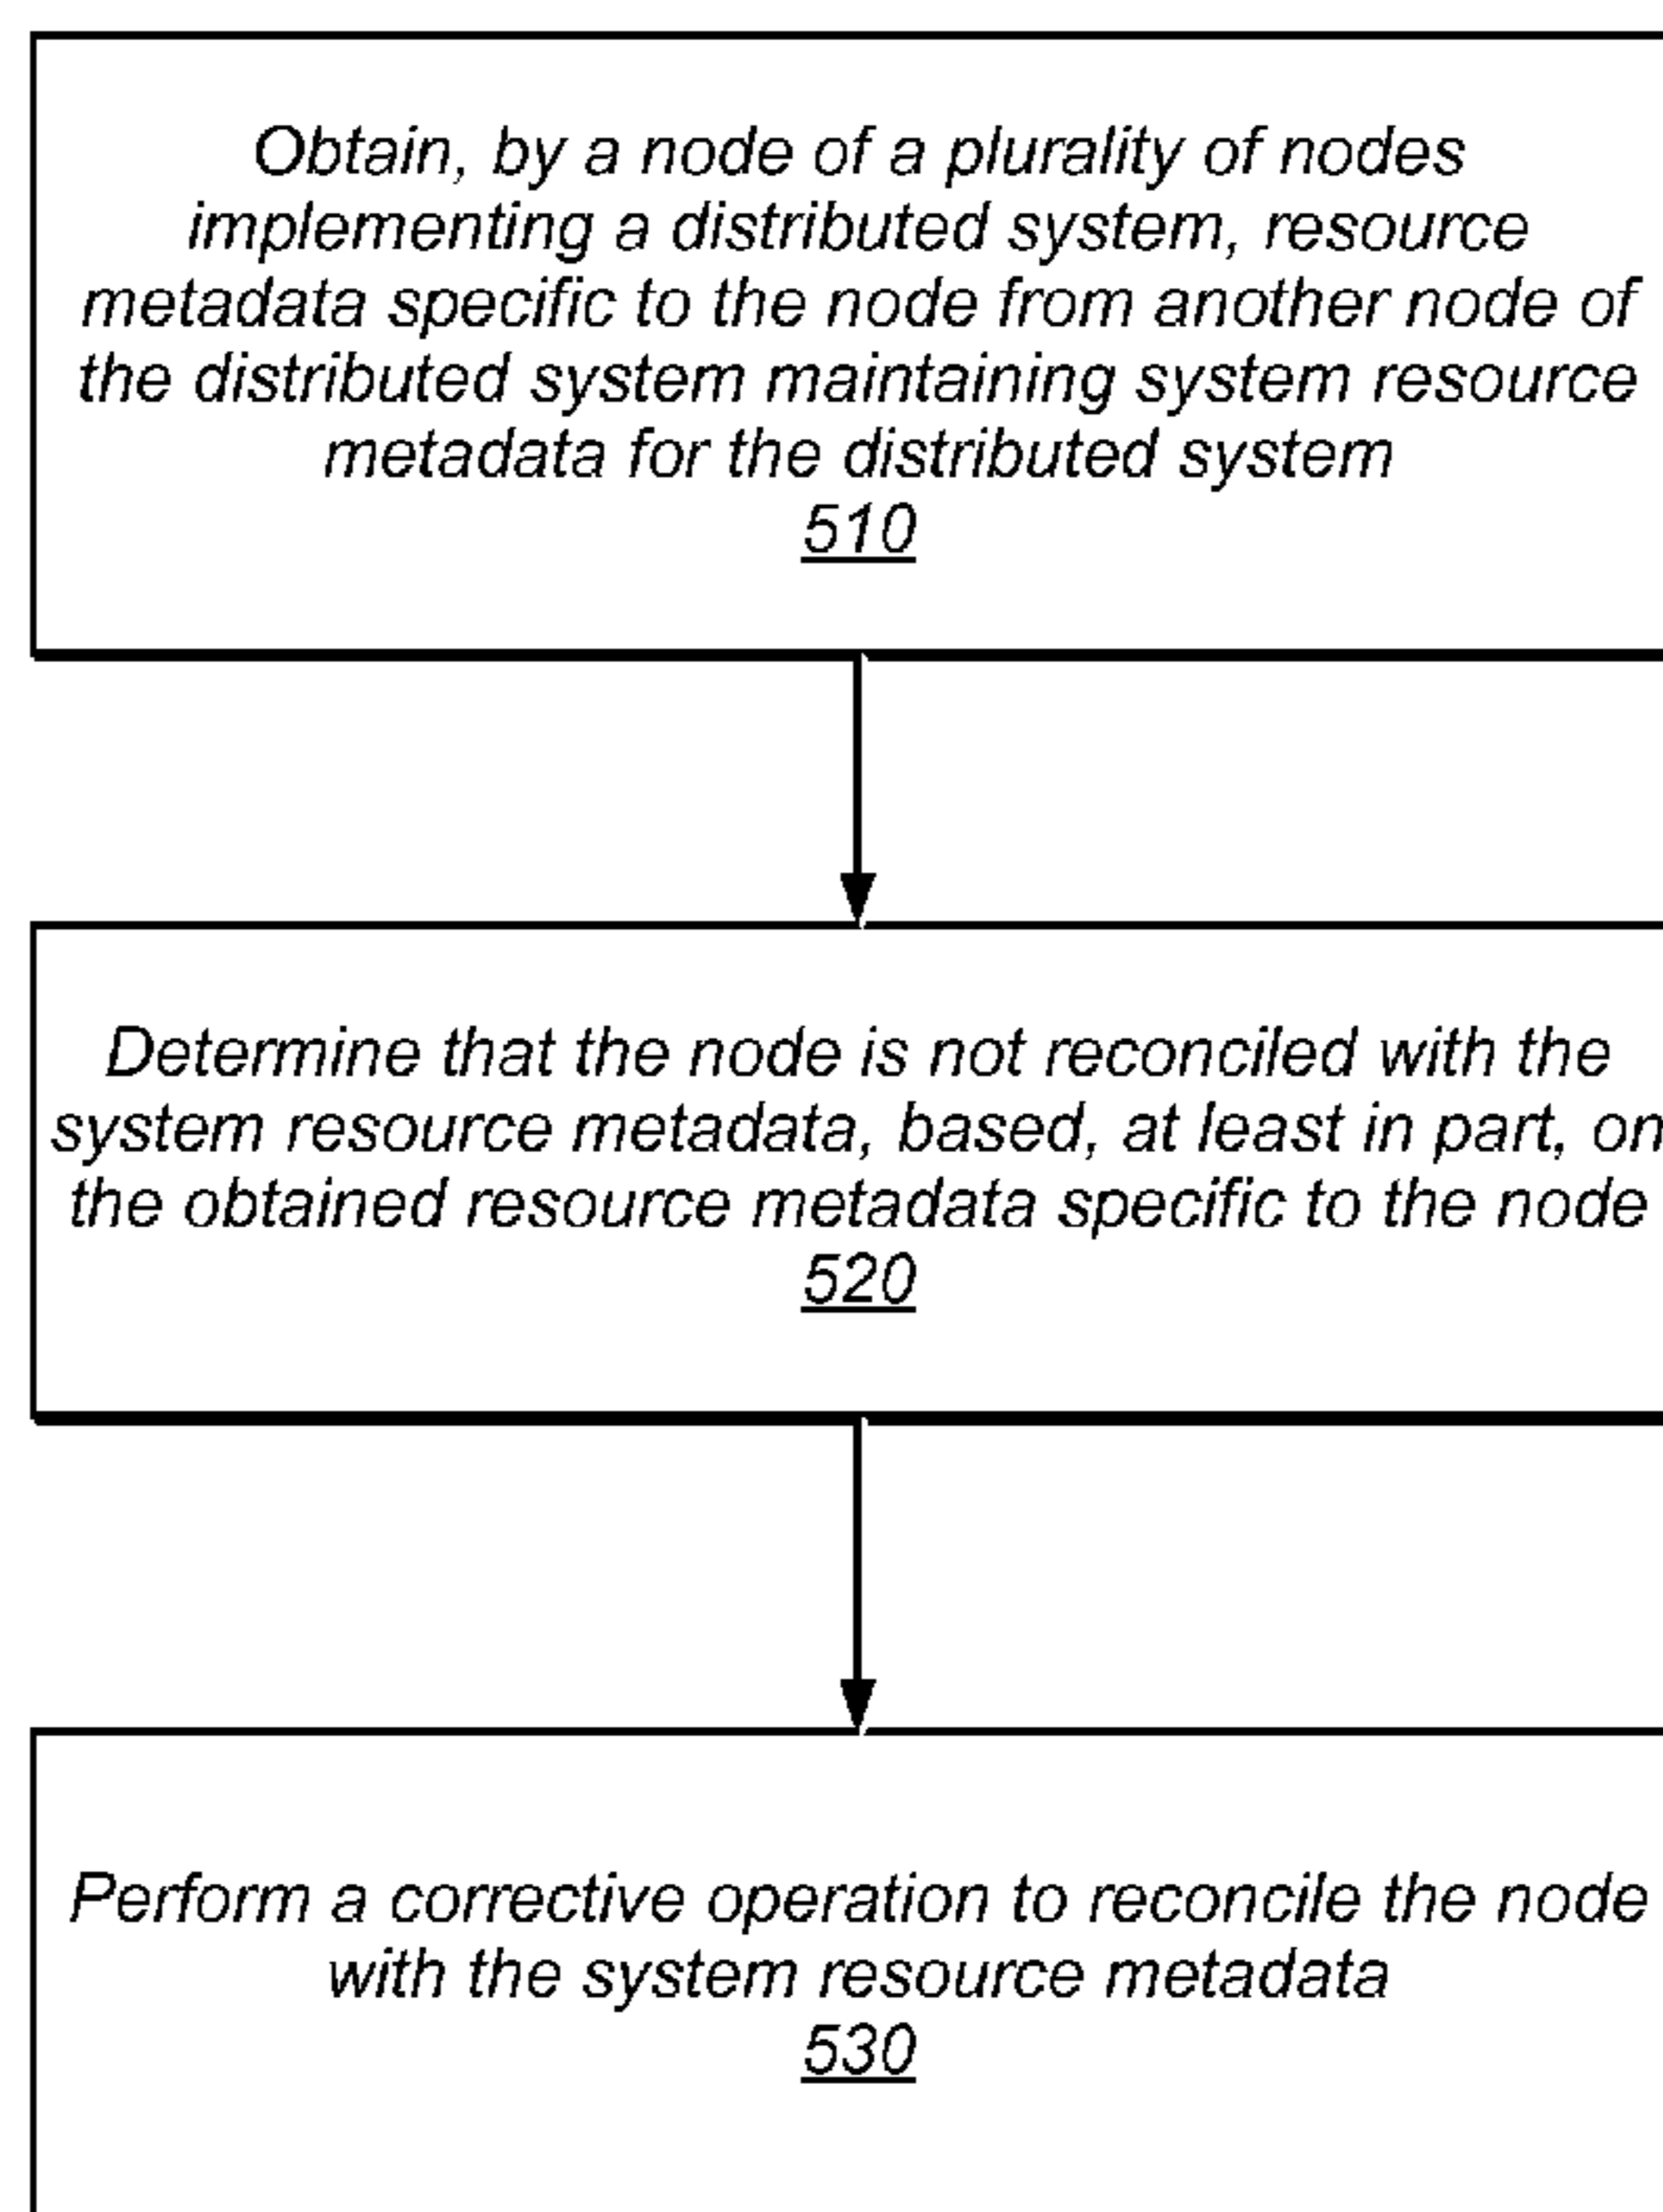 Obtain, by a node of a plurality of nodes
implementing a distributed system, resource
metadata specific to the node from another node of
the distributed system maintaining system resource
metadata for the distributed system
510
Determine that the node is not reconciled with the
system resource metadata, based, at least in part, on
the obtained resource metadata specific to the node
520
Perform a corrective operation to reconcile the node
with the system resource metadata
530